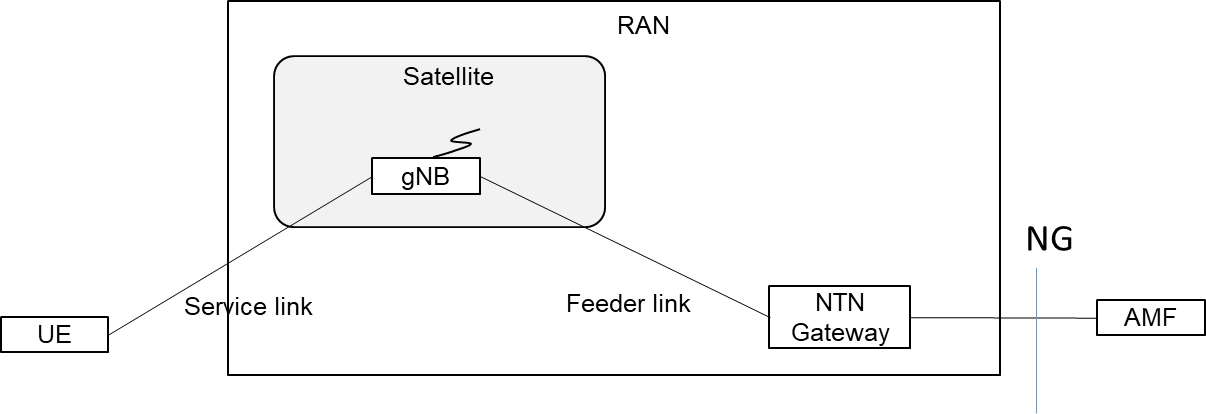 RAN
Satellite
gNB
NG
Service link
Feeder link
NTN
Gateway
UE
AMF